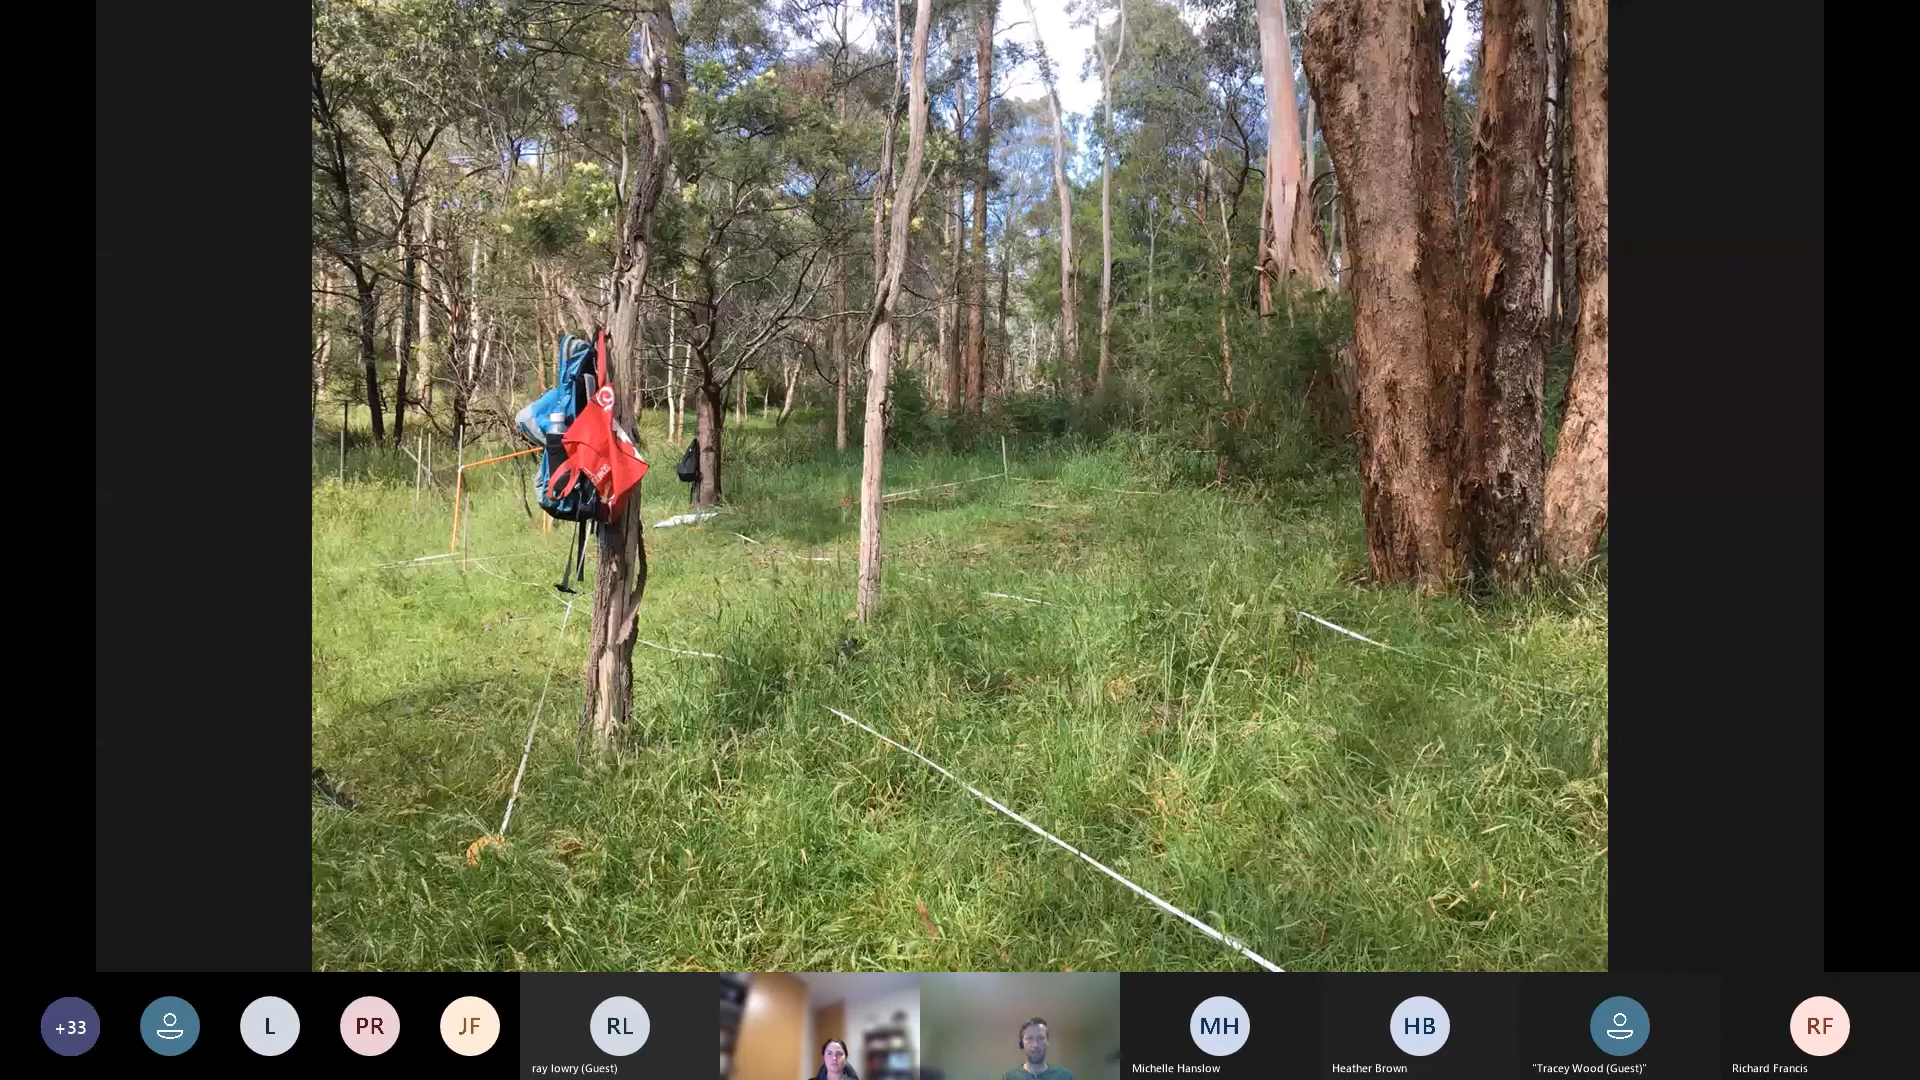 +33
L
PR
JF
RL
ray lowry (Guest)
MH
Michelle Hanslow
HB
Heather Brown
"Tracey Wood (Guest)"
RF
Richard Francis